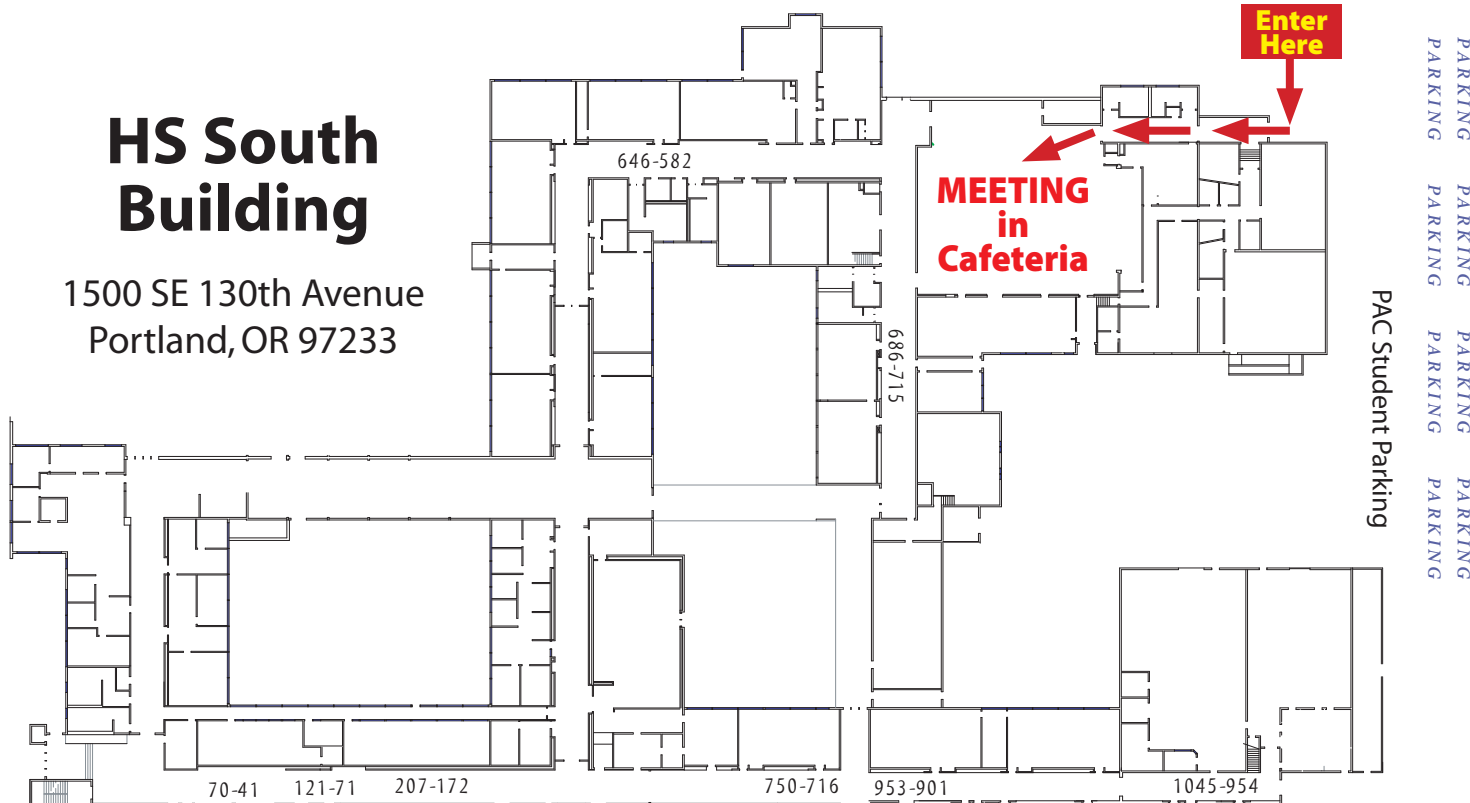 HS South
Building
1500 SE 130th Avenue
Portland, OR 97233
Enter
Here
MEETING
in
Cafeteria
646-582
686-715
PAC Student Parking
PARKING PARKING PARKING PARKING
PARKING PARKING PARKING PARKING
70-41
121-71
207-172
750-716
953-901
1045-954